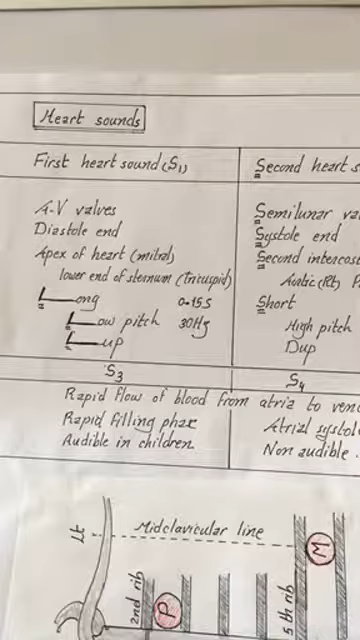 Heart sounds
First heart sound (S1)
Second heart s
A-V valves
Semilunar va
Diastole end
Systole end
Apex of heart (mitral)
Second intercos
lower end of sternum (tricuspid)
Aortic (Rt) P
Long 0.15S
Short
Low pitch 30Hz
High pitch
Lup
Dup
S3
S4
Rapid flow of blood from atria to ven
Rapid filling phas
Atrial systol
Audible in children
Non audible.
Lt
Midclavicular line
2nd rib
P
5th rib
M